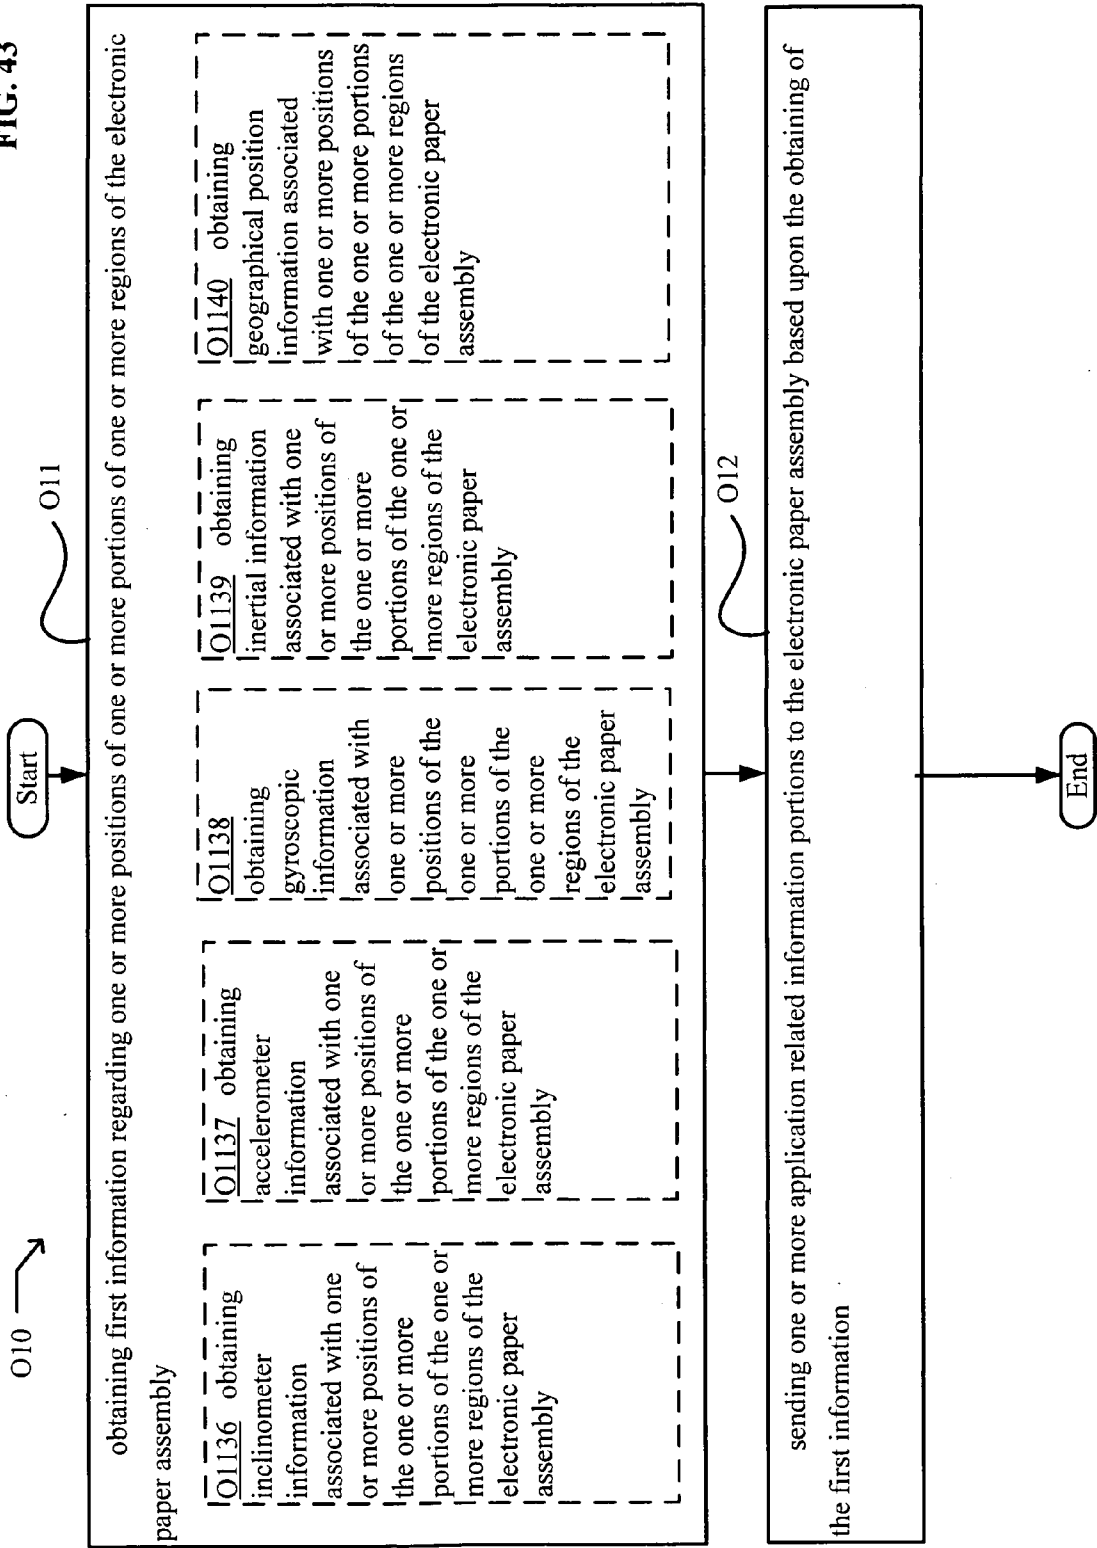 FIG. 43
O10
Start
O11
obtaining first information regarding one or more positions of one or more portions of one or more regions of the electronic
paper assembly
O1136 obtaining
inclinometer
information
associated with one
or more positions of
the one or more
portions of the one or
more regions of the
electronic paper
assembly
O1137 obtaining
accelerometer
information
associated with one
or more positions of
the one or more
portions of the one or
more regions of the
electronic paper
assembly
O1138
obtaining
gyroscopic
information
associated with
one or more
positions of the
one or more
portions of the
one or more
regions of the
electronic paper
assembly
O1139 obtaining
inertial information
associated with one
or more positions of
the one or more
portions of the one or
more regions of the
electronic paper
assembly
O1140 obtaining
geographical position
information associated
with one or more positions
of the one or more portions
of the one or more regions
of the electronic paper
assembly
O12
sending one or more application related information portions to the electronic paper assembly based upon the obtaining of
the first information
End